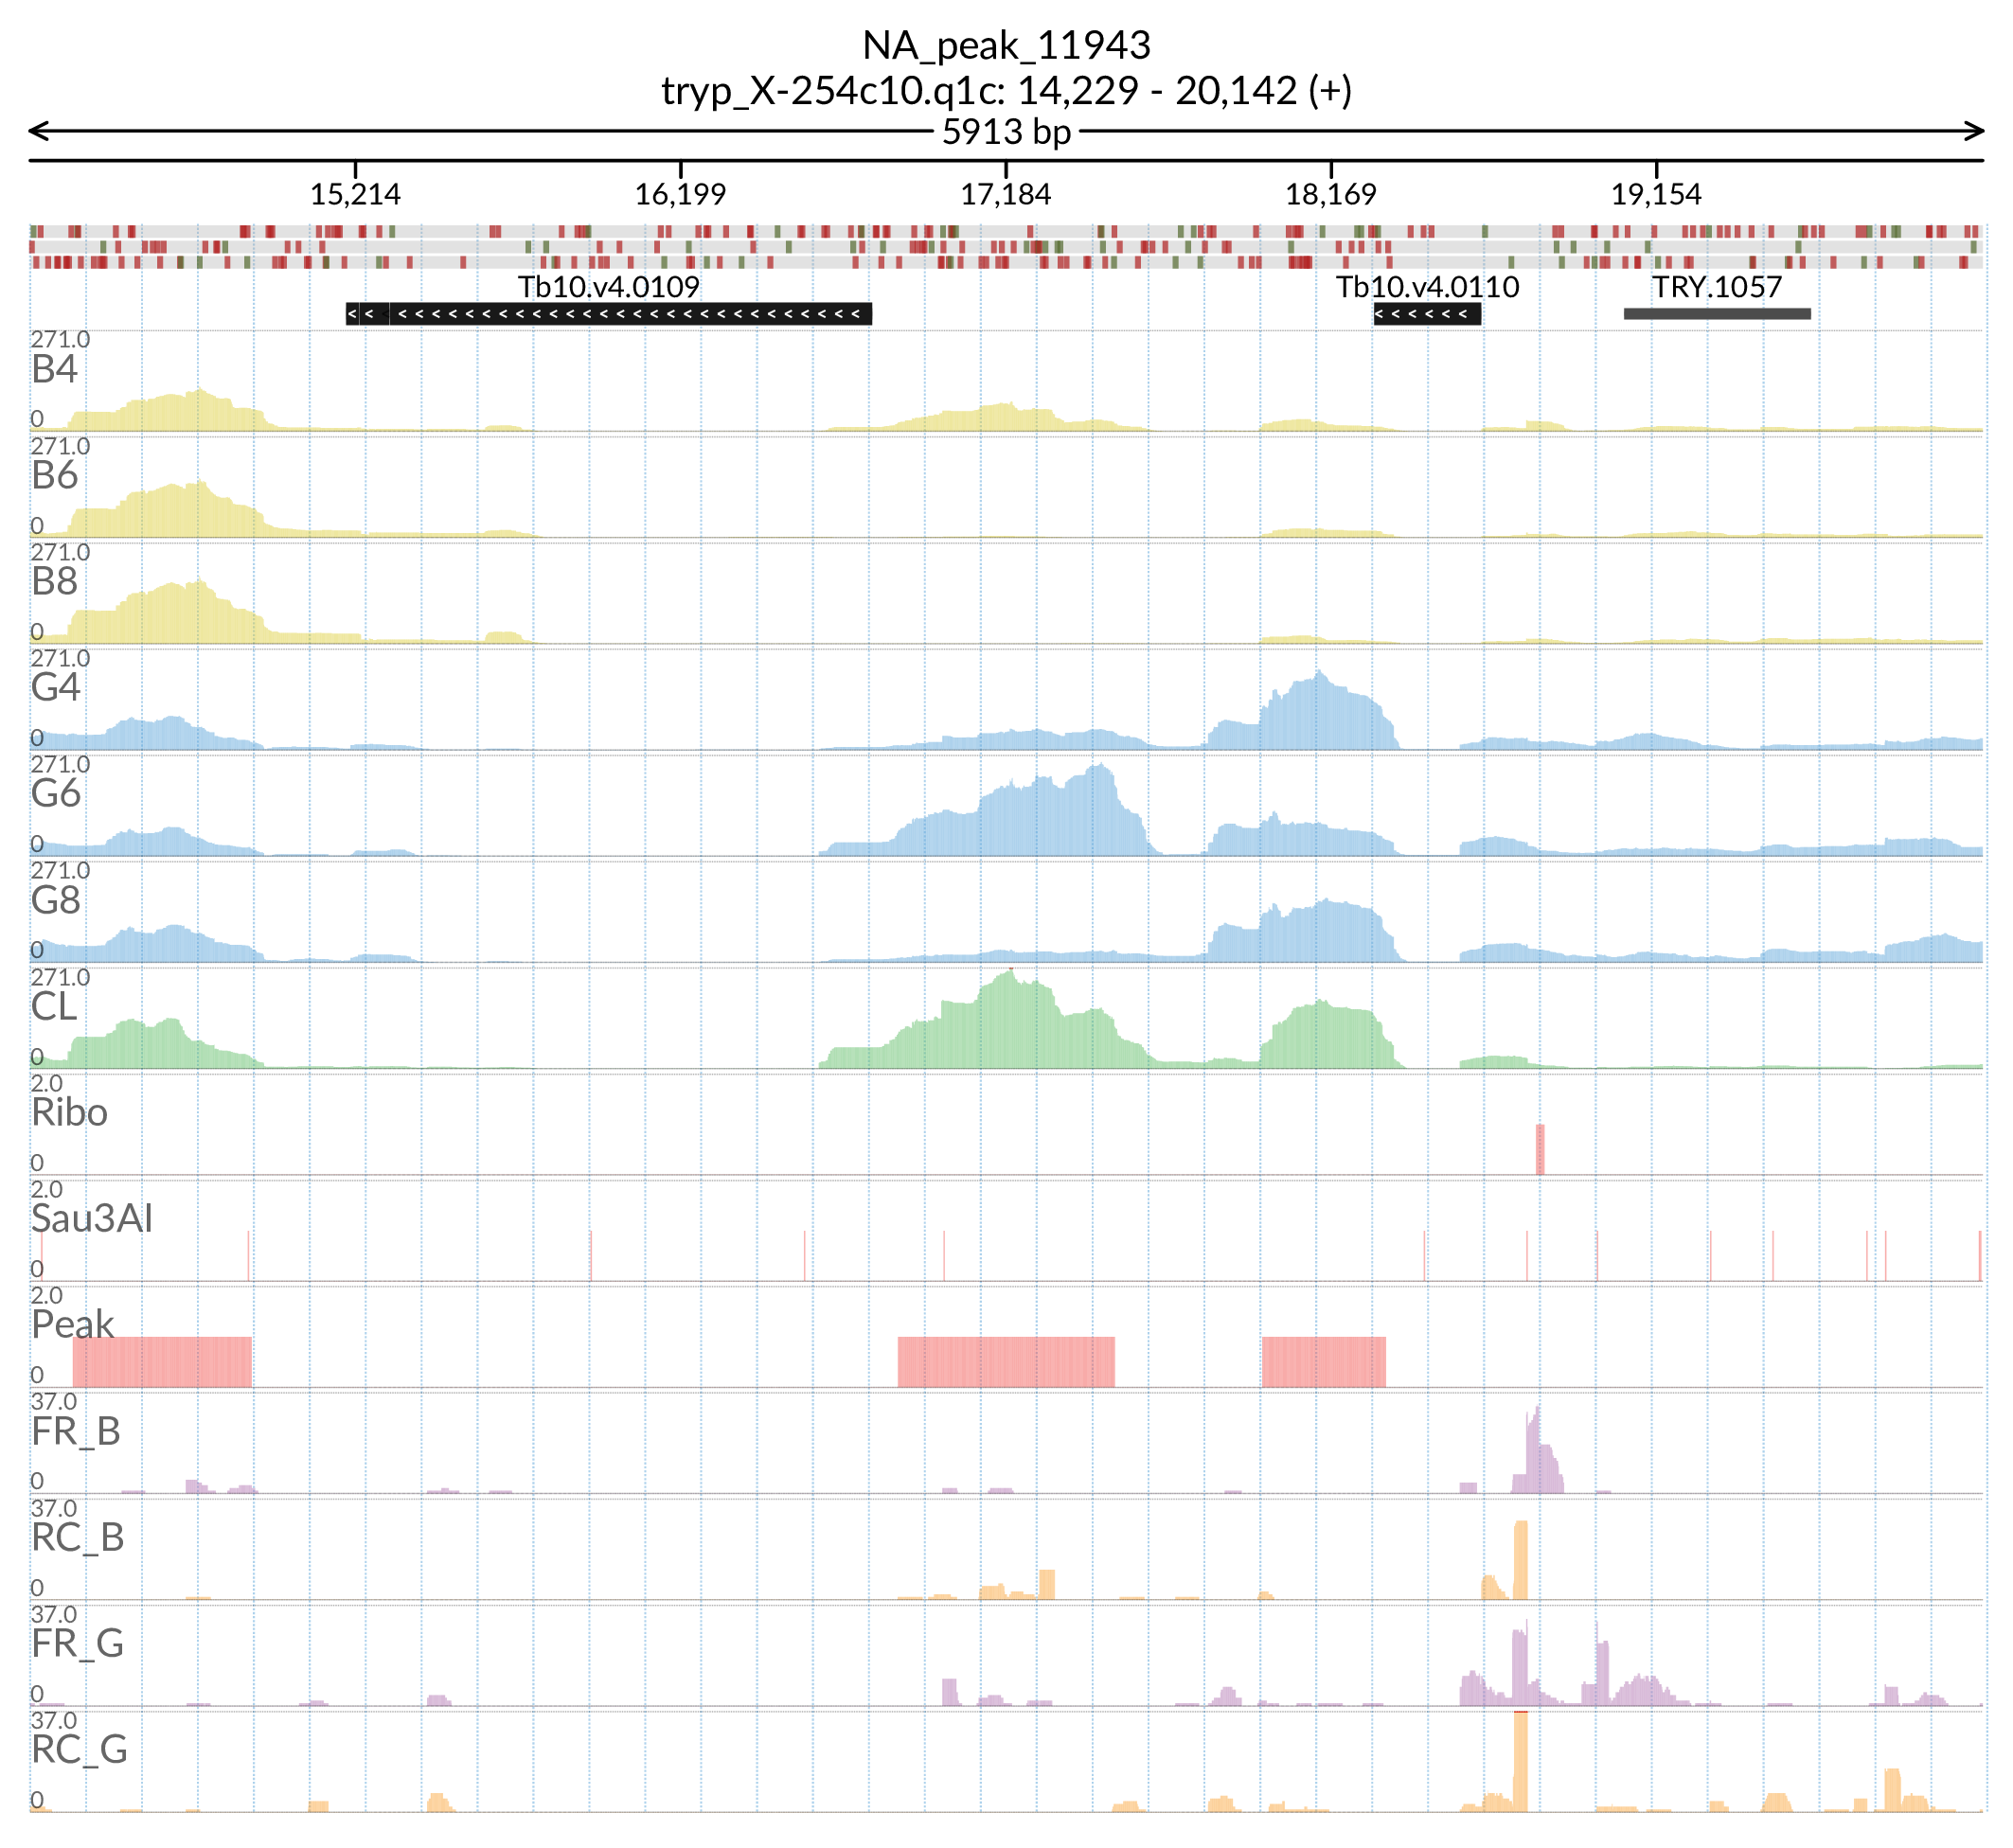 NA_peak_11943
tryp_X-254c10.q1c: 14,229 - 20,142 (+)
5913 bp
15,214 16,199 17,184 18,169 19,154
Tb10.v4.0109 Tb10.v4.0110 TRY.1057
271.0
B4
0
271.0
B6
0
271.0
B8
0
271.0
G4
0
271.0
G6
0
271.0
G8
0
271.0
CL
0
2.0
Ribo
0
2.0
Sau3AI
0
2.0
Peak
0
37.0
FR_B
0
37.0
RC_B
0
37.0
FR_G
0
37.0
RC_G
0